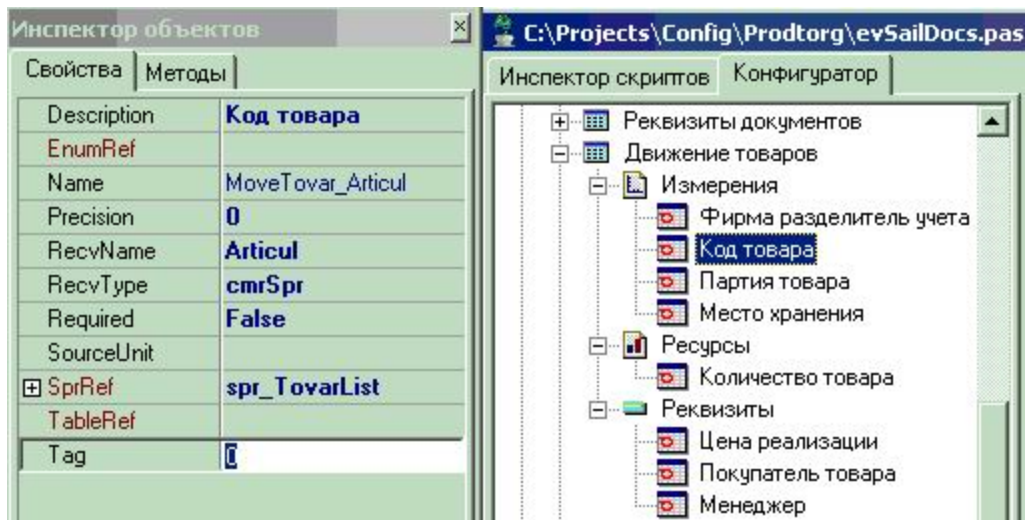 Инспектор объектов
Свойства Методы
Description Код товара
EnumRef
Name MoveTovar_Articul
Precision 0
RecvName Articul
RecvType cmrSpr
Required False
SourceUnit
SprRef spr_TovarList
TableRef
Tag 0
C:\Projects\Config\Prodtorg\evSailDocs.pas
Инспектор скриптов Конфигуратор
Реквизиты документов
Движение товаров
Измерения
Фирма разделитель учета
Код товара
Партия товара
Место хранения
Ресурсы
Количество товара
Реквизиты
Цена реализации
Покупатель товара
Менеджер